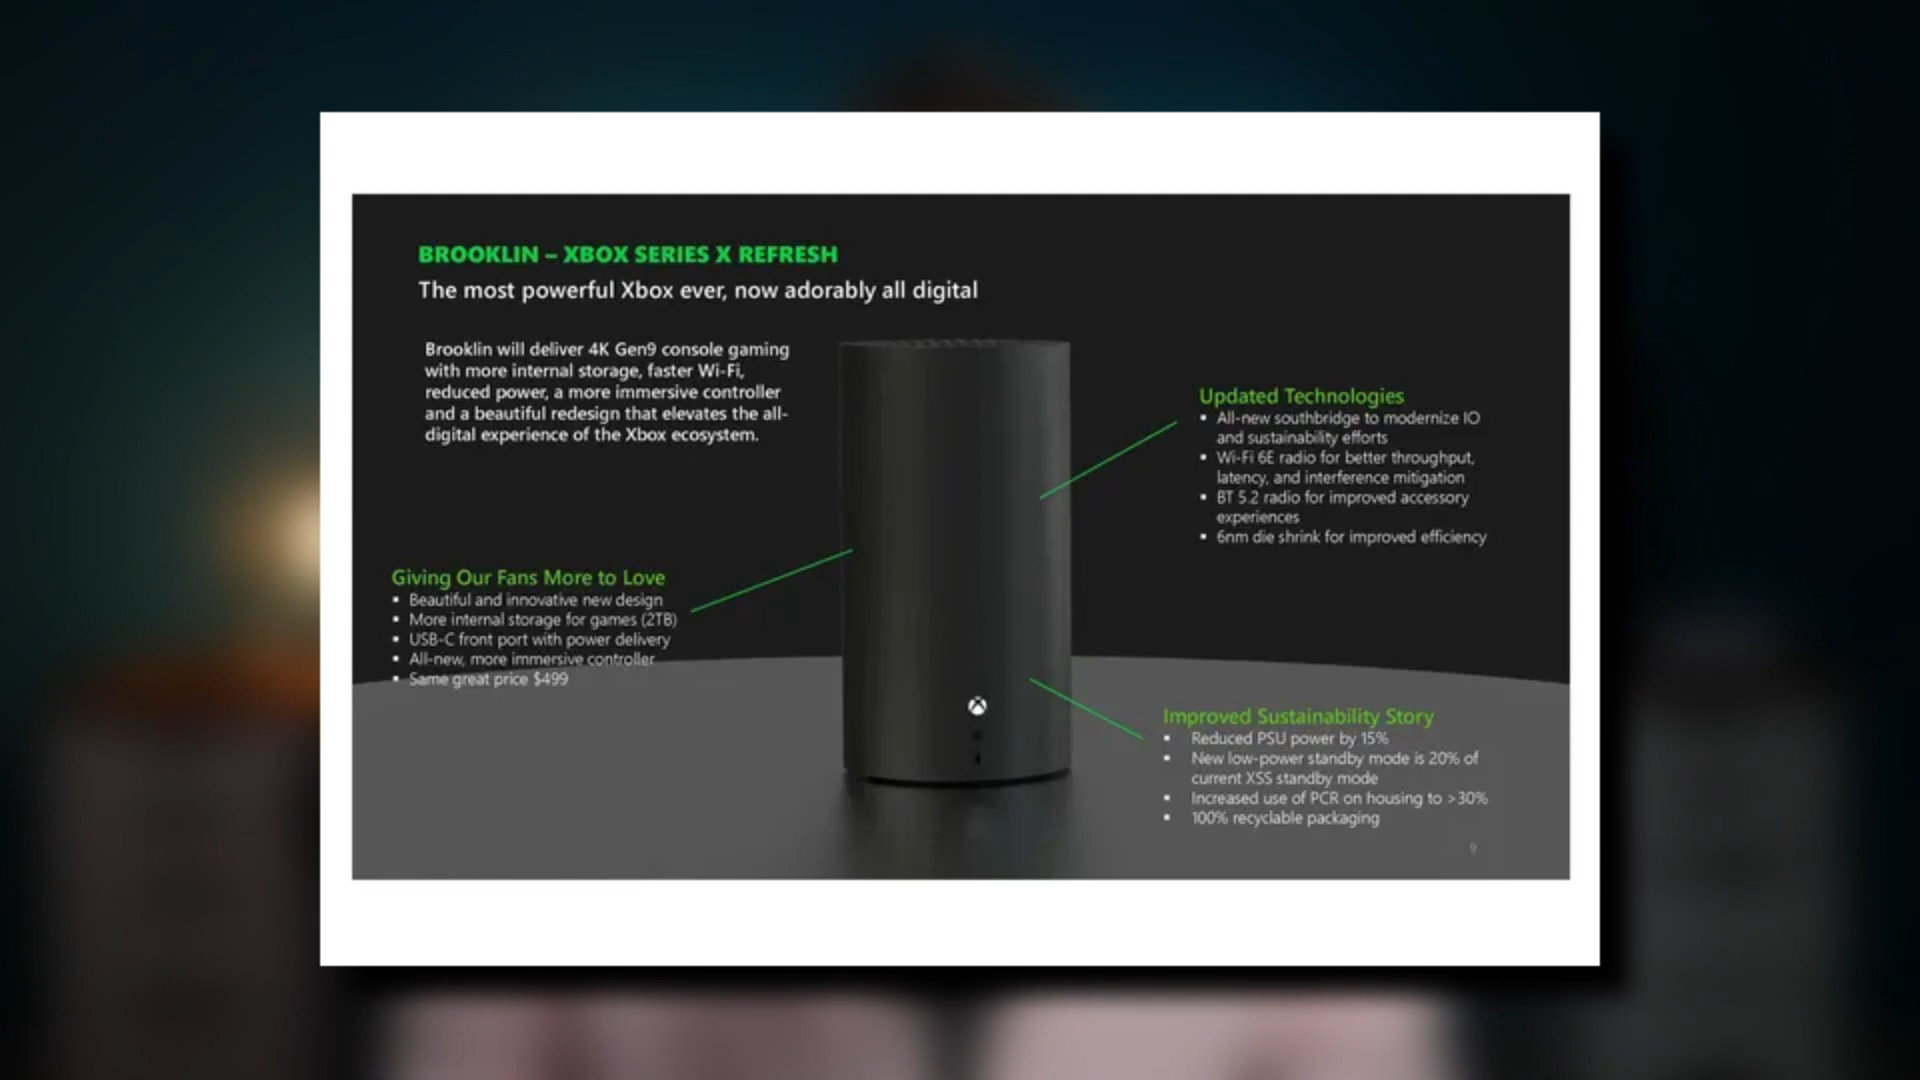 BROOKLIN – XBOX SERIES X REFRESH
The most powerful Xbox ever, now adorably all digital
Brooklin will deliver 4K Gen9 console gaming
with more internal storage, faster Wi-Fi,
reduced power, a more immersive controller
and a beautiful redesign that elevates the all-
digital experience of the Xbox ecosystem.
Giving Our Fans More to Love
▪ Beautiful and innovative new design
▪ More internal storage for games (2TB)
▪ USB-C front port with power delivery
▪ All-new, more immersive controller
▪ Same great price $499
Updated Technologies
▪ All-new southbridge to modernize IO
and sustainability efforts
▪ Wi-Fi 6E radio for better throughput,
latency, and interference mitigation
▪ BT 5.2 radio for improved accessory
experiences
▪ 6nm die shrink for improved efficiency
Improved Sustainability Story
▪ Reduced PSU power by 15%
▪ New low-power standby mode is 20% of
current XSS standby mode
▪ Increased use of PCR on housing to >30%
▪ 100% recyclable packaging
9